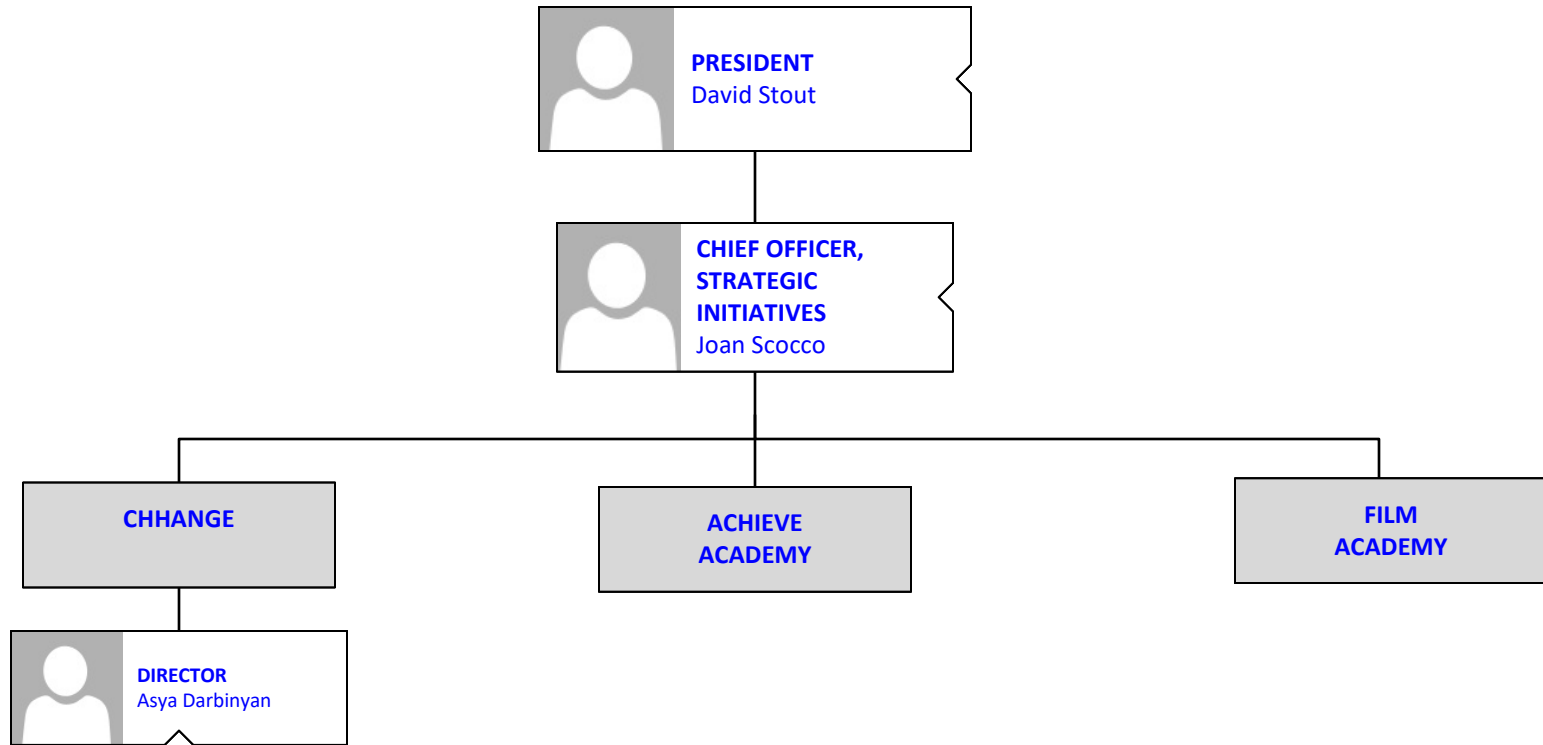 PRESIDENT
David Stout
CHIEF OFFICER,
STRATEGIC
INITIATIVES
Joan Scocco
CHHANGE
ACHIEVE
ACADEMY
FILM
ACADEMY
DIRECTOR
Asya Darbinyan